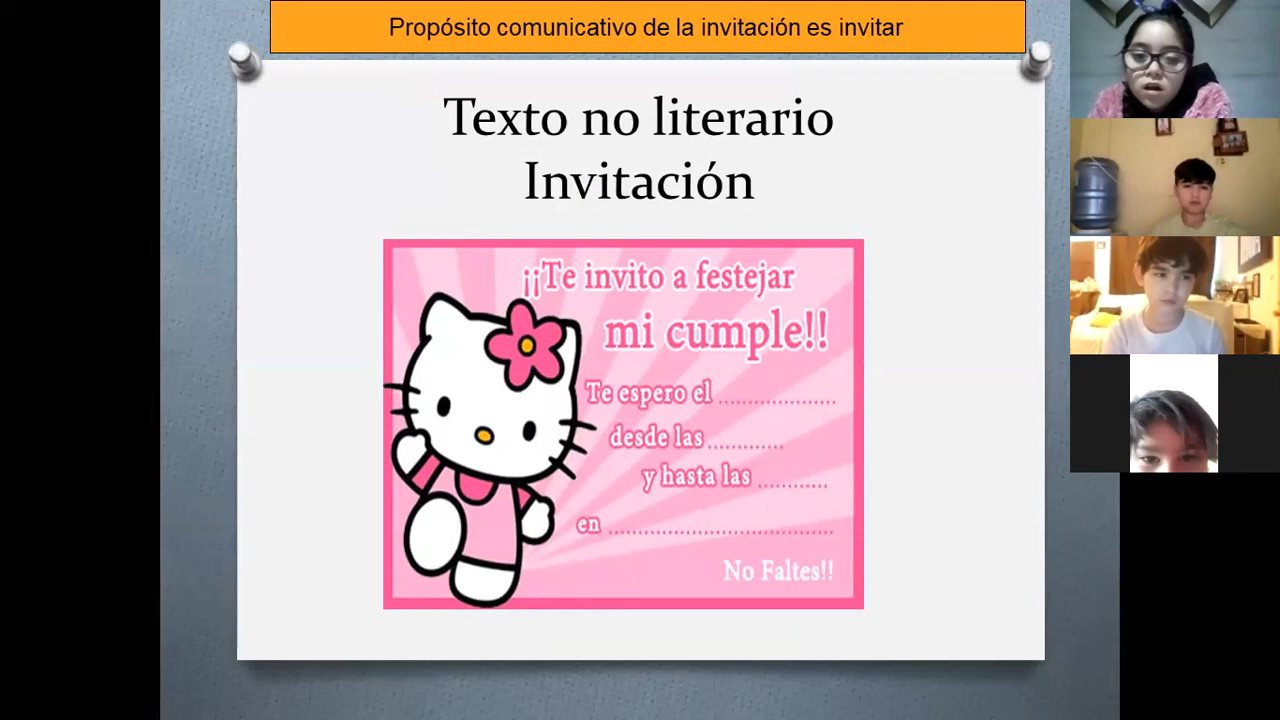 Propósito comunicativo de la invitación es invitar
Texto no literario
Invitación
¡¡Te invito a festejar
mi cumple!!
Te espero el ....................
desde las .............
y hasta las ............
en ......................................
No Faltes!!